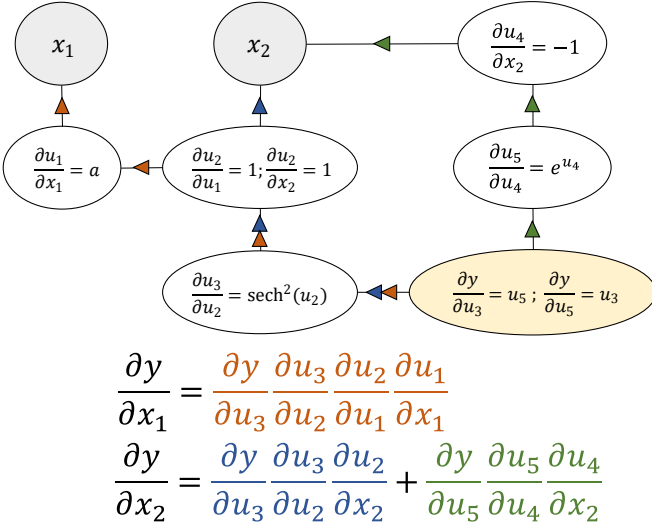 x₁
x₂
∂u₄/∂x₂ = −1
∂u₁/∂x₁ = a
∂u₂/∂u₁ = 1; ∂u₂/∂x₂ = 1
∂u₅/∂u₄ = e^{u₄}
∂u₃/∂u₂ = sech²(u₂)
∂y/∂u₃ = u₅ ; ∂y/∂u₅ = u₃
∂y/∂x₁ = ∂y/∂u₃ ∂u₃/∂u₂ ∂u₂/∂u₁ ∂u₁/∂x₁
∂y/∂x₂ = ∂y/∂u₃ ∂u₃/∂u₂ ∂u₂/∂x₂ + ∂y/∂u₅ ∂u₅/∂u₄ ∂u₄/∂x₂